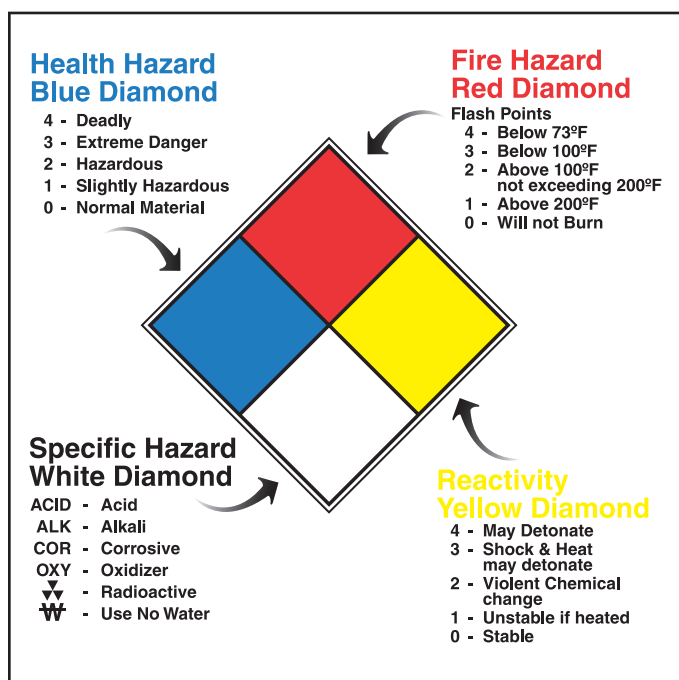 Health Hazard
Blue Diamond
4 - Deadly
3 - Extreme Danger
2 - Hazardous
1 - Slightly Hazardous
0 - Normal Material
Fire Hazard
Red Diamond
Flash Points
4 - Below 73ºF
3 - Below 100ºF
2 - Above 100ºF
not exceeding 200ºF
1 - Above 200ºF
0 - Will not Burn
Specific Hazard
White Diamond
ACID - Acid
ALK - Alkali
COR - Corrosive
OXY - Oxidizer
- Radioactive
W - Use No Water
Reactivity
Yellow Diamond
4 - May Detonate
3 - Shock & Heat
may detonate
2 - Violent Chemical
change
1 - Unstable if heated
0 - Stable